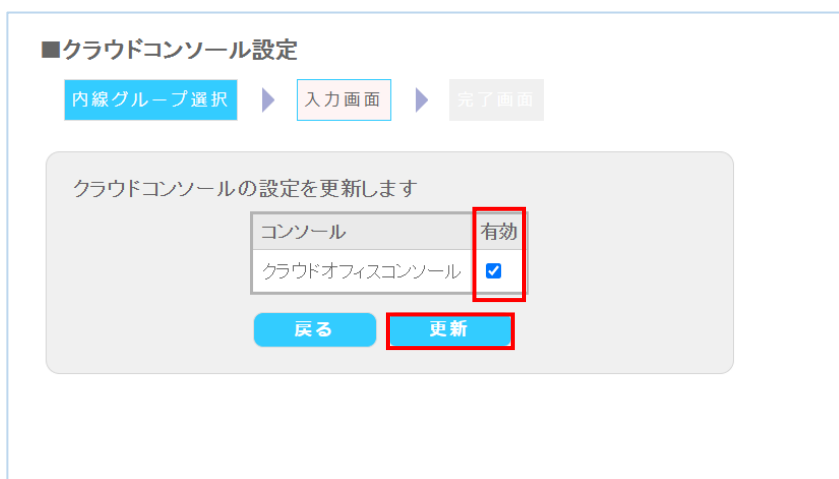 ■クラウドコンソール設定
内線グループ選択 入力画面 完了画面
クラウドコンソールの設定を更新します
コンソール 有効
クラウドオフィスコンソール
戻る 更新